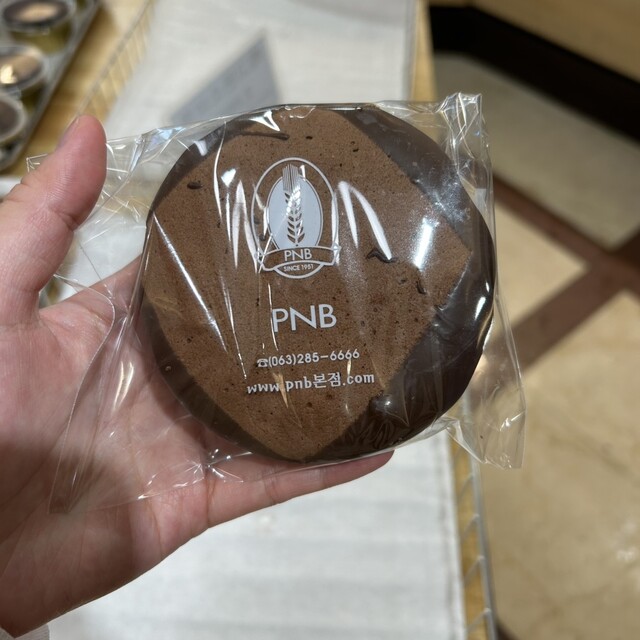 PNB
SINCE 1951
PNB
☎(063)285-6666
www.pnb본점.com